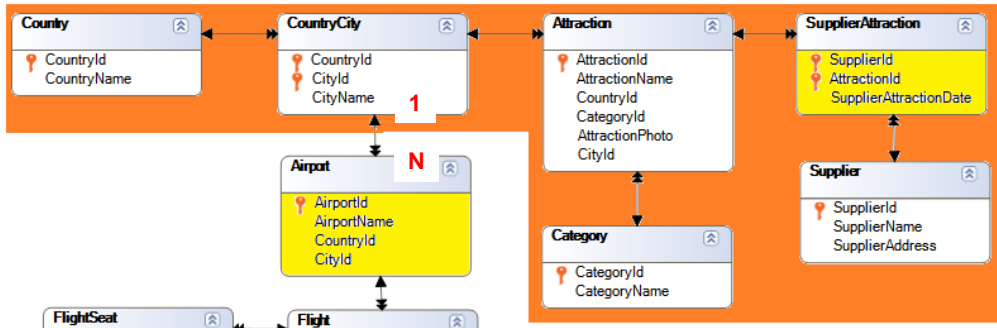 Country
CountryId
CountryName
CountryCity
CountryId
CityId
CityName
1
Attraction
AttractionId
AttractionName
CountryId
CategoryId
AttractionPhoto
CityId
SupplierAttraction
SupplierId
AttractionId
SupplierAttractionDate
N
Airport
AirportId
AirportName
CountryId
CityId
Supplier
SupplierId
SupplierName
SupplierAddress
Category
CategoryId
CategoryName
FlightSeat
Flight